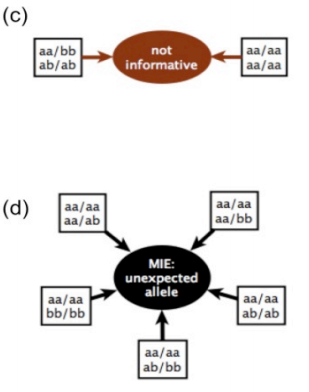 (c)
aa/bb
ab/ab
not
informative
aa/aa
aa/aa
(d)
aa/aa
aa/ab
aa/aa
aa/bb
MIE:
unexpected
allele
aa/aa
bb/bb
aa/aa
ab/ab
aa/aa
ab/bb